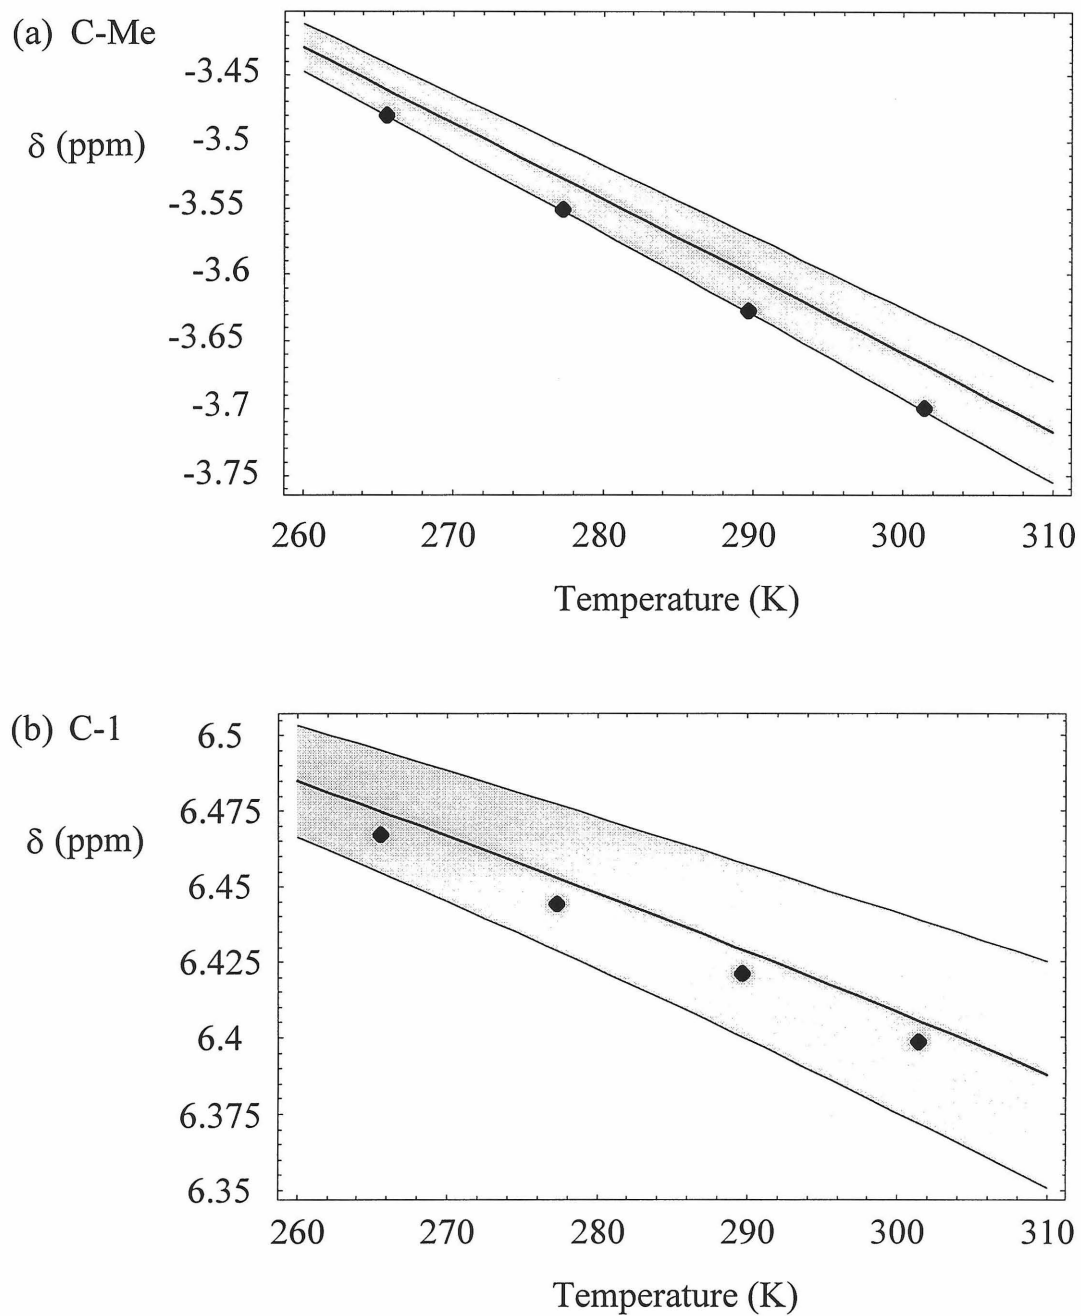 (a) C-Me
-3.45
δ (ppm)
-3.5
-3.55
-3.6
-3.65
-3.7
-3.75
260 270 280 290 300 310
Temperature (K)
(b) C-1
6.5
6.475
δ (ppm)
6.45
6.425
6.4
6.375
6.35
260 270 280 290 300 310
Temperature (K)